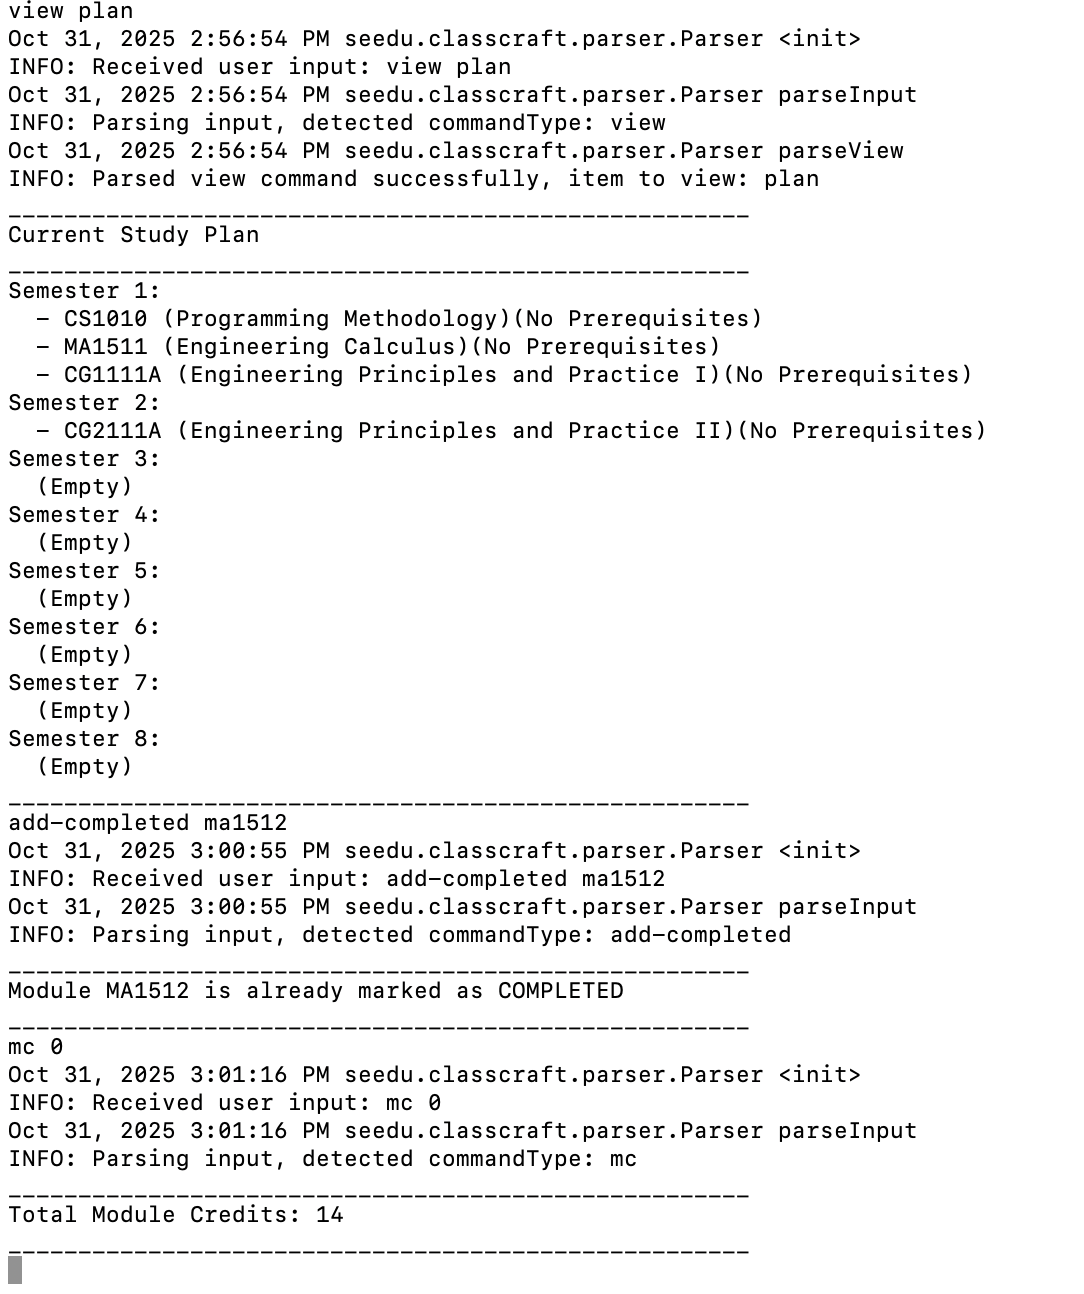 view plan
Oct 31, 2025 2:56:54 PM seedu.classcraft.parser.Parser <init>
INFO: Received user input: view plan
Oct 31, 2025 2:56:54 PM seedu.classcraft.parser.Parser parseInput
INFO: Parsing input, detected commandType: view
Oct 31, 2025 2:56:54 PM seedu.classcraft.parser.Parser parseView
INFO: Parsed view command successfully, item to view: plan
_____________________________________________________
Current Study Plan
_____________________________________________________
Semester 1:
  - CS1010 (Programming Methodology)(No Prerequisites)
  - MA1511 (Engineering Calculus)(No Prerequisites)
  - CG1111A (Engineering Principles and Practice I)(No Prerequisites)
Semester 2:
  - CG2111A (Engineering Principles and Practice II)(No Prerequisites)
Semester 3:
  (Empty)
Semester 4:
  (Empty)
Semester 5:
  (Empty)
Semester 6:
  (Empty)
Semester 7:
  (Empty)
Semester 8:
  (Empty)
_____________________________________________________
add-completed ma1512
Oct 31, 2025 3:00:55 PM seedu.classcraft.parser.Parser <init>
INFO: Received user input: add-completed ma1512
Oct 31, 2025 3:00:55 PM seedu.classcraft.parser.Parser parseInput
INFO: Parsing input, detected commandType: add-completed
_____________________________________________________
Module MA1512 is already marked as COMPLETED
_____________________________________________________
mc 0
Oct 31, 2025 3:01:16 PM seedu.classcraft.parser.Parser <init>
INFO: Received user input: mc 0
Oct 31, 2025 3:01:16 PM seedu.classcraft.parser.Parser parseInput
INFO: Parsing input, detected commandType: mc
_____________________________________________________
Total Module Credits: 14
_____________________________________________________